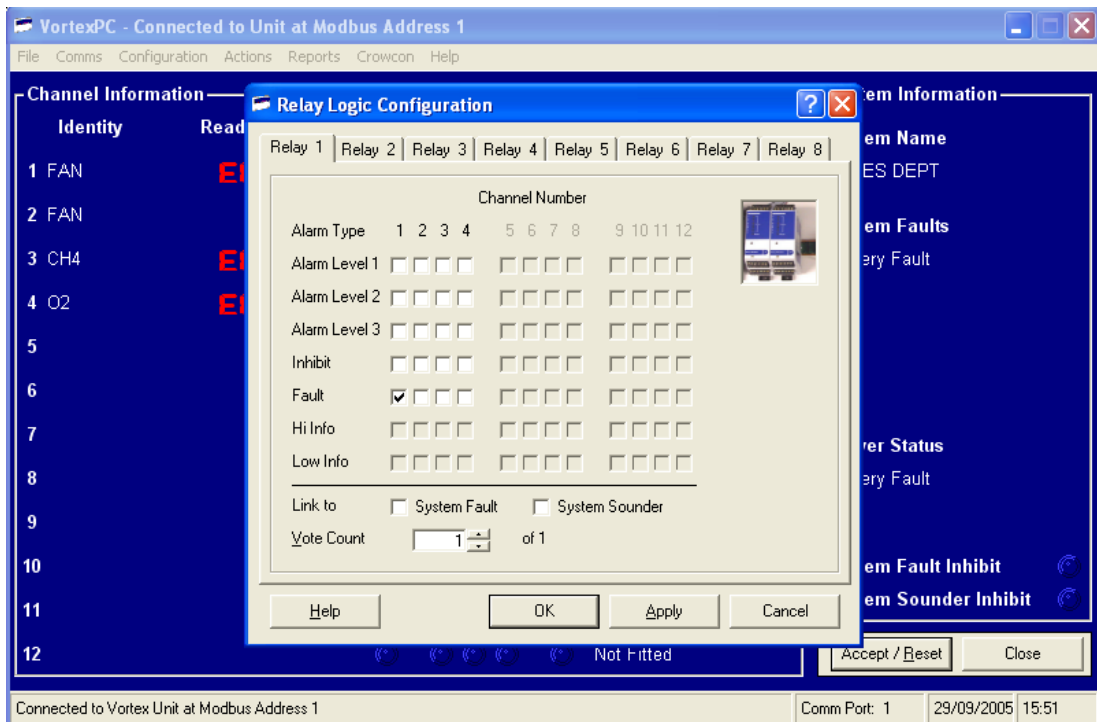 VortexPC - Connected to Unit at Modbus Address 1
File Comms Configuration Actions Reports Crowcon Help
Channel Information
Identity Read
1 FAN
2 FAN
3 CH4
4 O2
5
6
7
8
9
10
11
12 Not Fitted
Relay Logic Configuration
Relay 1 Relay 2 Relay 3 Relay 4 Relay 5 Relay 6 Relay 7 Relay 8
Channel Number
Alarm Type 1 2 3 4 5 6 7 8 9 10 11 12
Alarm Level 1
Alarm Level 2
Alarm Level 3
Inhibit
Fault
Hi Info
Low Info
Link to System Fault System Sounder
Vote Count 1 of 1
Help OK Apply Cancel
em Information
em Name
ES DEPT
em Faults
ery Fault
er Status
ery Fault
em Fault Inhibit
em Sounder Inhibit
Accept / Reset Close
Connected to Vortex Unit at Modbus Address 1 Comm Port: 1 29/09/2005 15:51